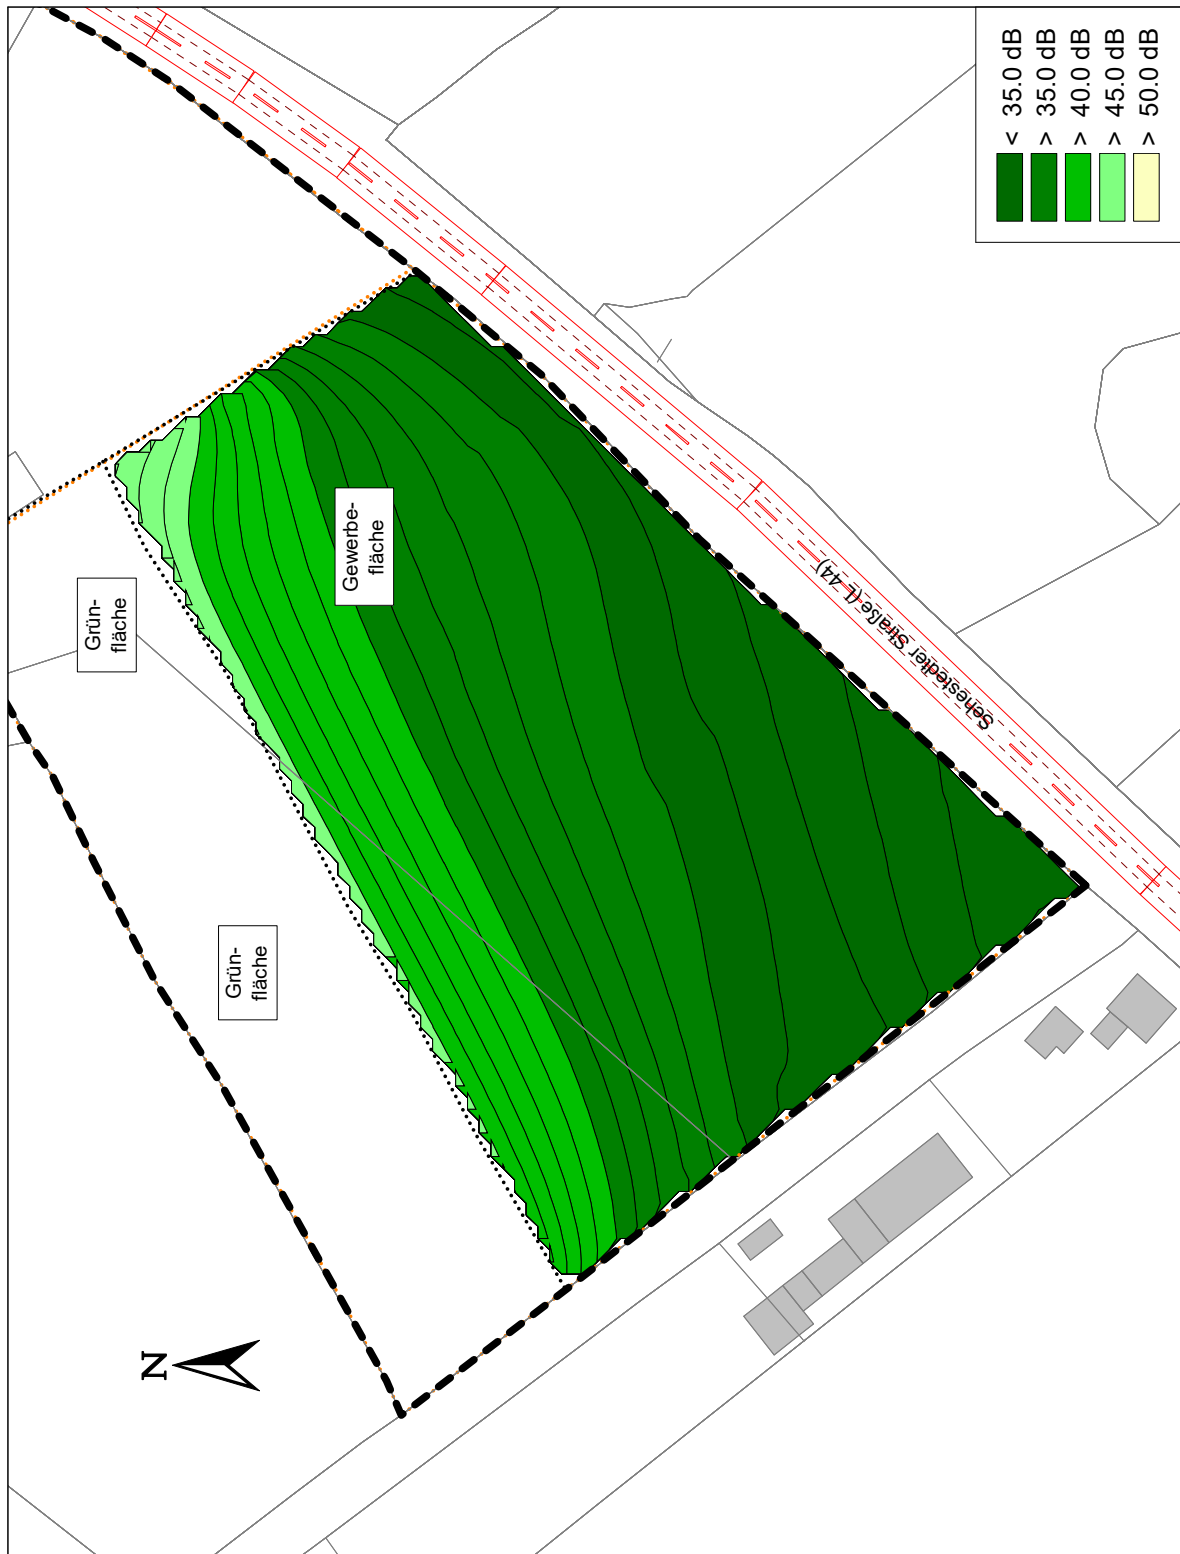 < 35.0 dB
> 35.0 dB
> 40.0 dB
> 45.0 dB
> 50.0 dB
Gewerbe-
fläche
Grün-
fläche
Grün-
fläche
Sehestedter Straße (L 44)
N